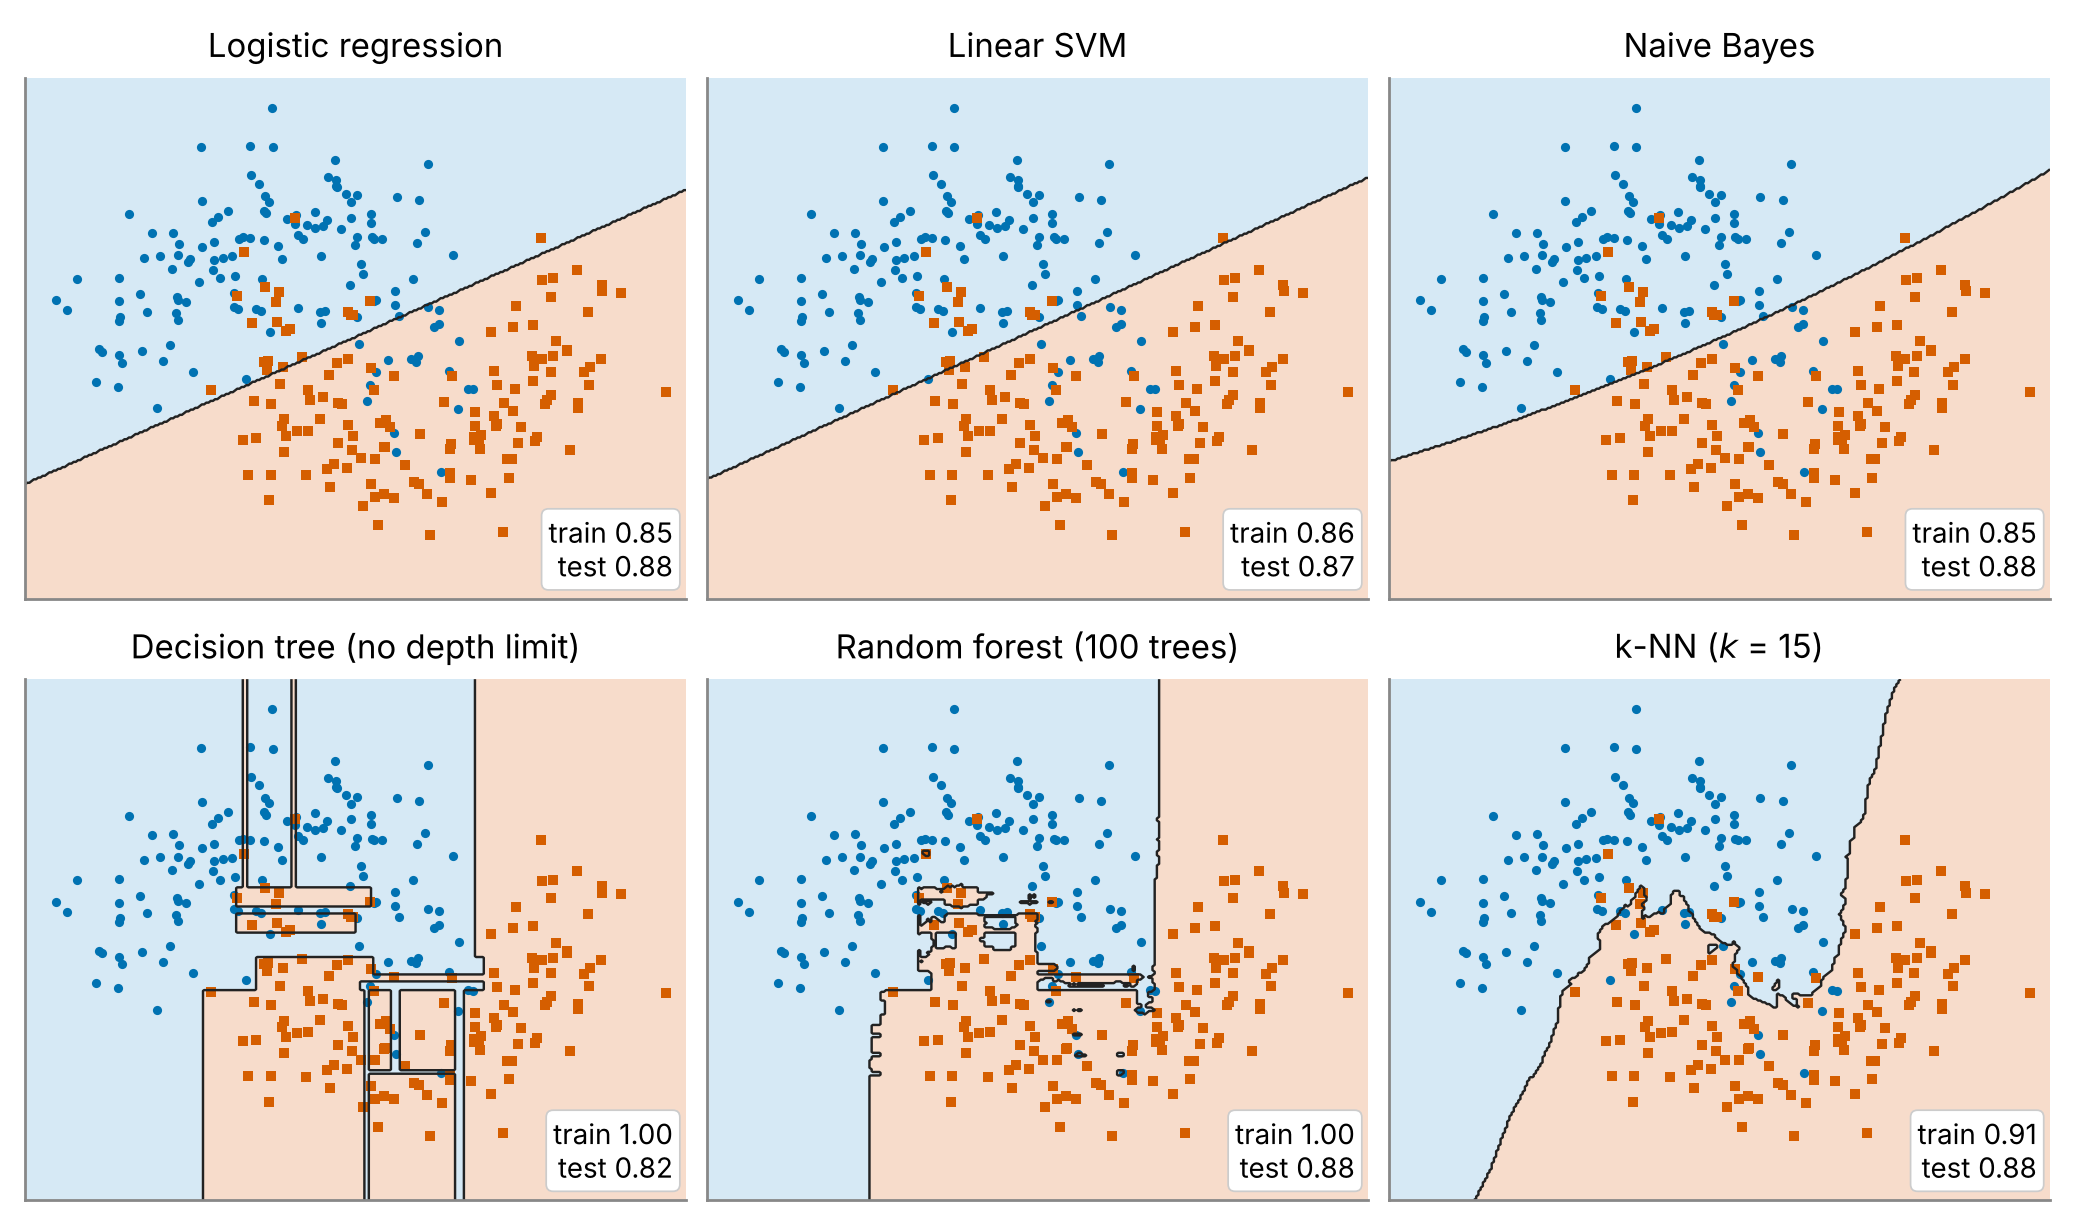 Logistic regression
train 0.85
test 0.88
Linear SVM
train 0.86
test 0.87
Naive Bayes
train 0.85
test 0.88
Decision tree (no depth limit)
train 1.00
test 0.82
Random forest (100 trees)
train 1.00
test 0.88
k-NN (k = 15)
train 0.91
test 0.88